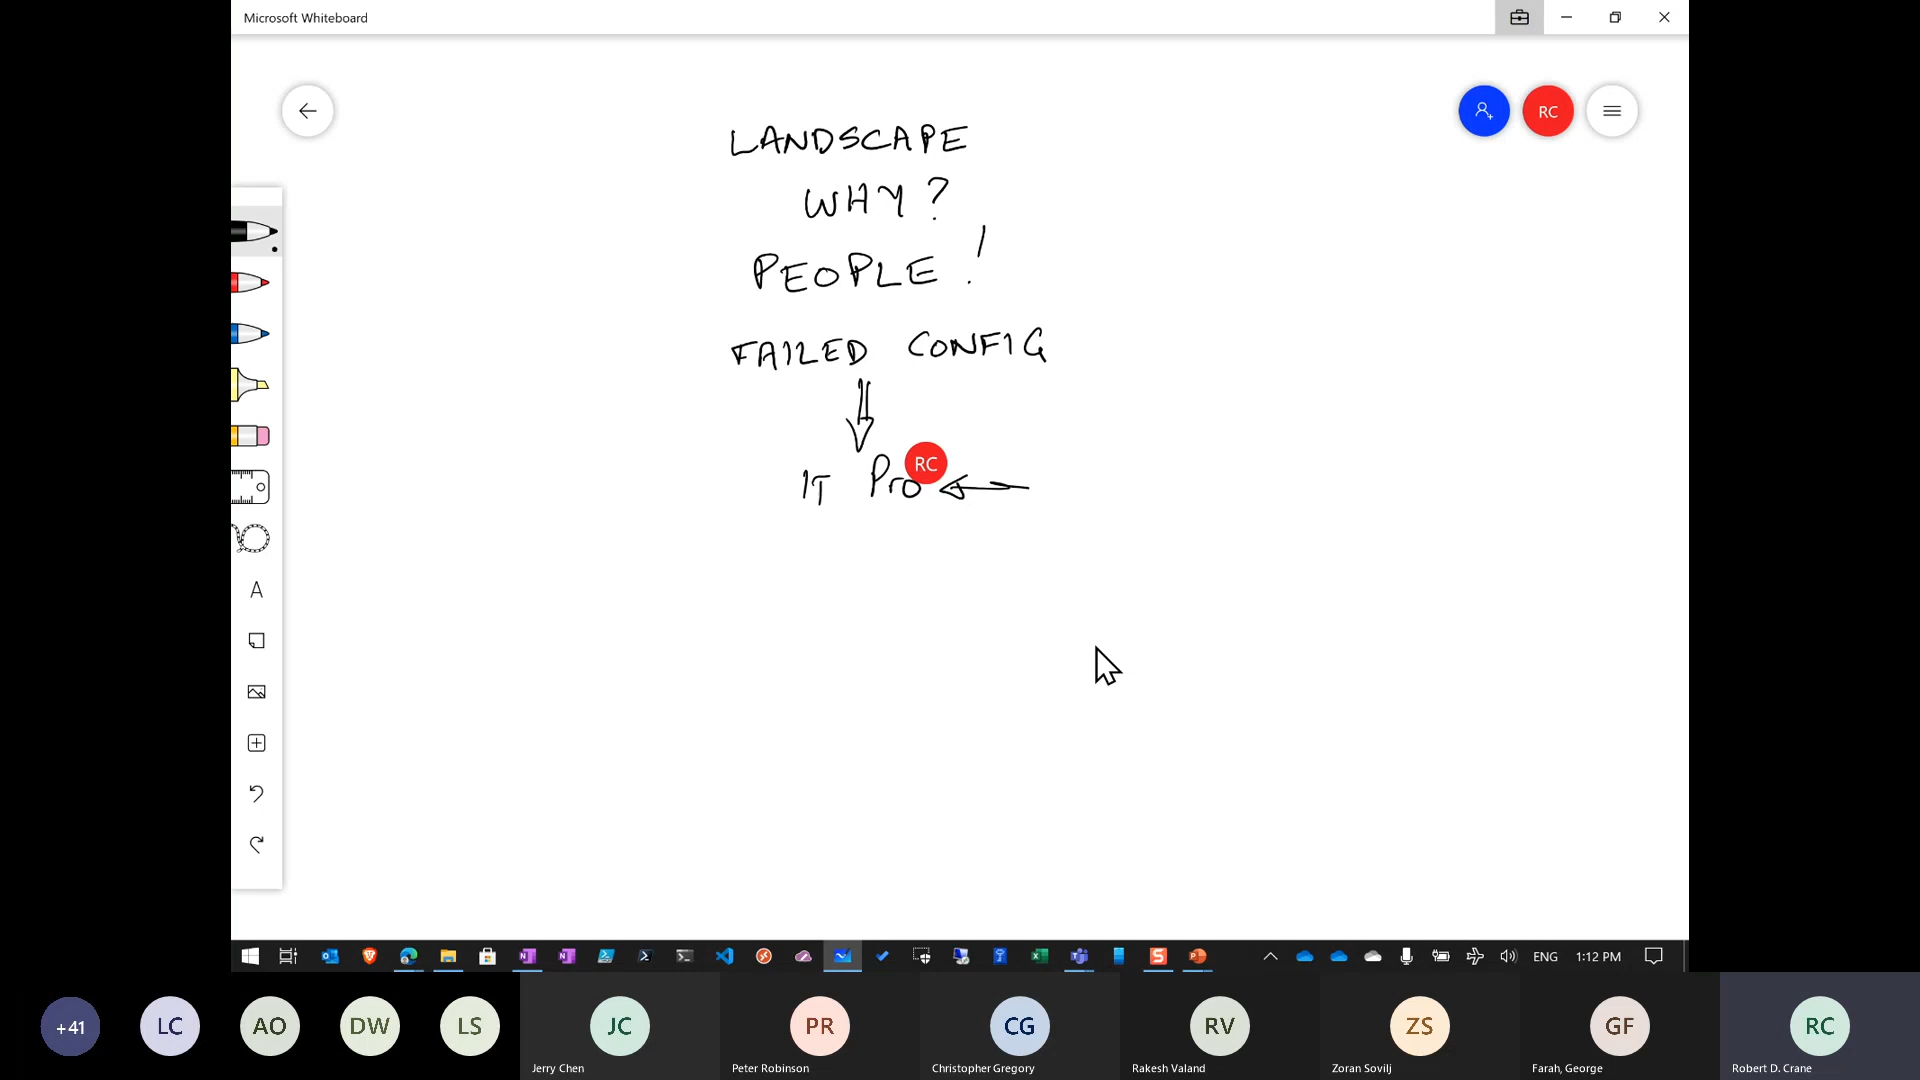 Microsoft Whiteboard
RC
LANDSCAPE
WHY?
PEOPLE!
FAILED CONFIG
IT Pro
RC
A
ENG 1:12 PM
+41 LC AO DW LS JC PR CG RV ZS GF RC
Jerry Chen Peter Robinson Christopher Gregory Rakesh Valand Zoran Sovilj Farah, George Robert D. Crane